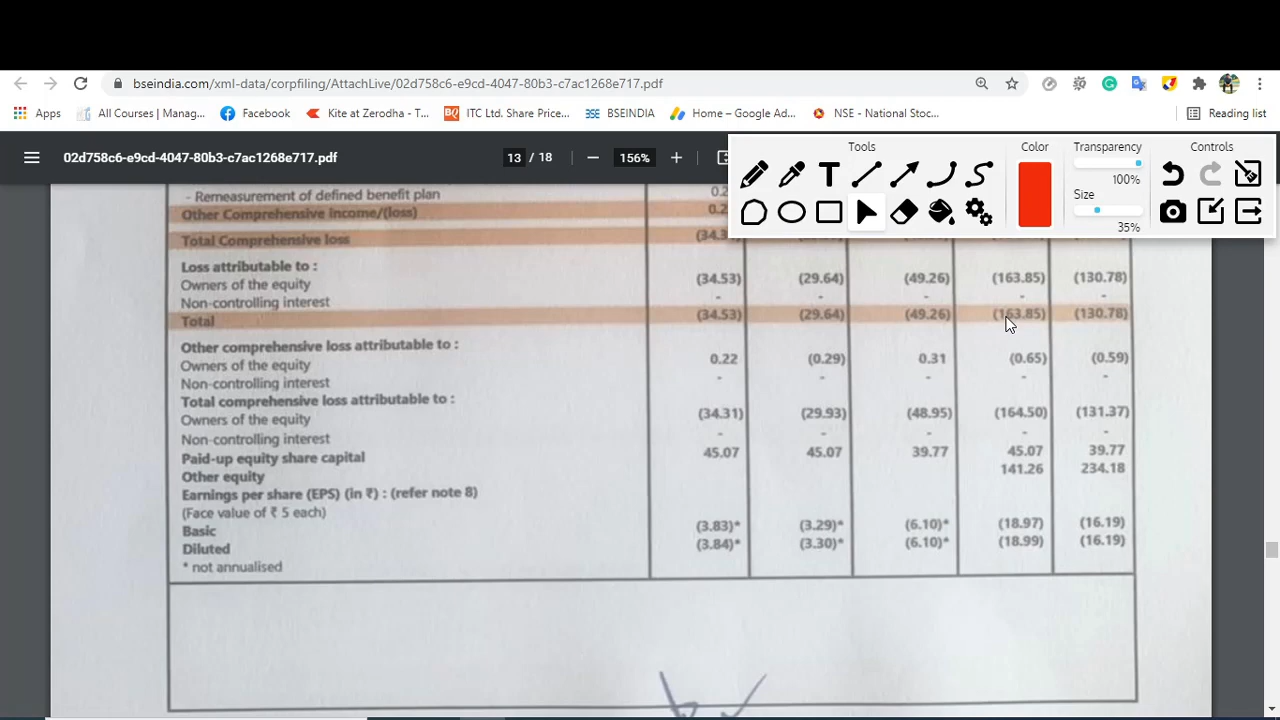 bseindia.com/xml-data/corpfiling/AttachLive/02d758c6-e9cd-4047-80b3-c7ac1268e717.pdf
Apps All Courses | Manag... Facebook Kite at Zerodha - T... ITC Ltd. Share Price... BSEINDIA Home – Google Ad... NSE - National Stoc... Reading list
02d758c6-e9cd-4047-80b3-c7ac1268e717.pdf 13 / 18 — 156% +
Tools Color Transparency Controls
100%
Size
35%
- Remeasurement of defined benefit plan
Other Comprehensive income/(loss)
Total Comprehensive loss
Loss attributable to :
Owners of the equity (34.53) (29.64) (49.26) (163.85) (130.78)
Non-controlling interest - - - - -
Total (34.53) (29.64) (49.26) (163.85) (130.78)
Other comprehensive loss attributable to :
Owners of the equity 0.22 (0.29) 0.31 (0.65) (0.59)
Non-controlling interest - - - - -
Total comprehensive loss attributable to :
Owners of the equity (34.31) (29.93) (48.95) (164.50) (131.37)
Non-controlling interest - - - - -
Paid-up equity share capital 45.07 45.07 39.77 45.07 39.77
Other equity 141.26 234.18
Earnings per share (EPS) (in ₹) : (refer note 8)
(Face value of ₹ 5 each)
Basic (3.83)* (3.29)* (6.10)* (18.97) (16.19)
Diluted (3.84)* (3.30)* (6.10)* (18.99) (16.19)
* not annualised